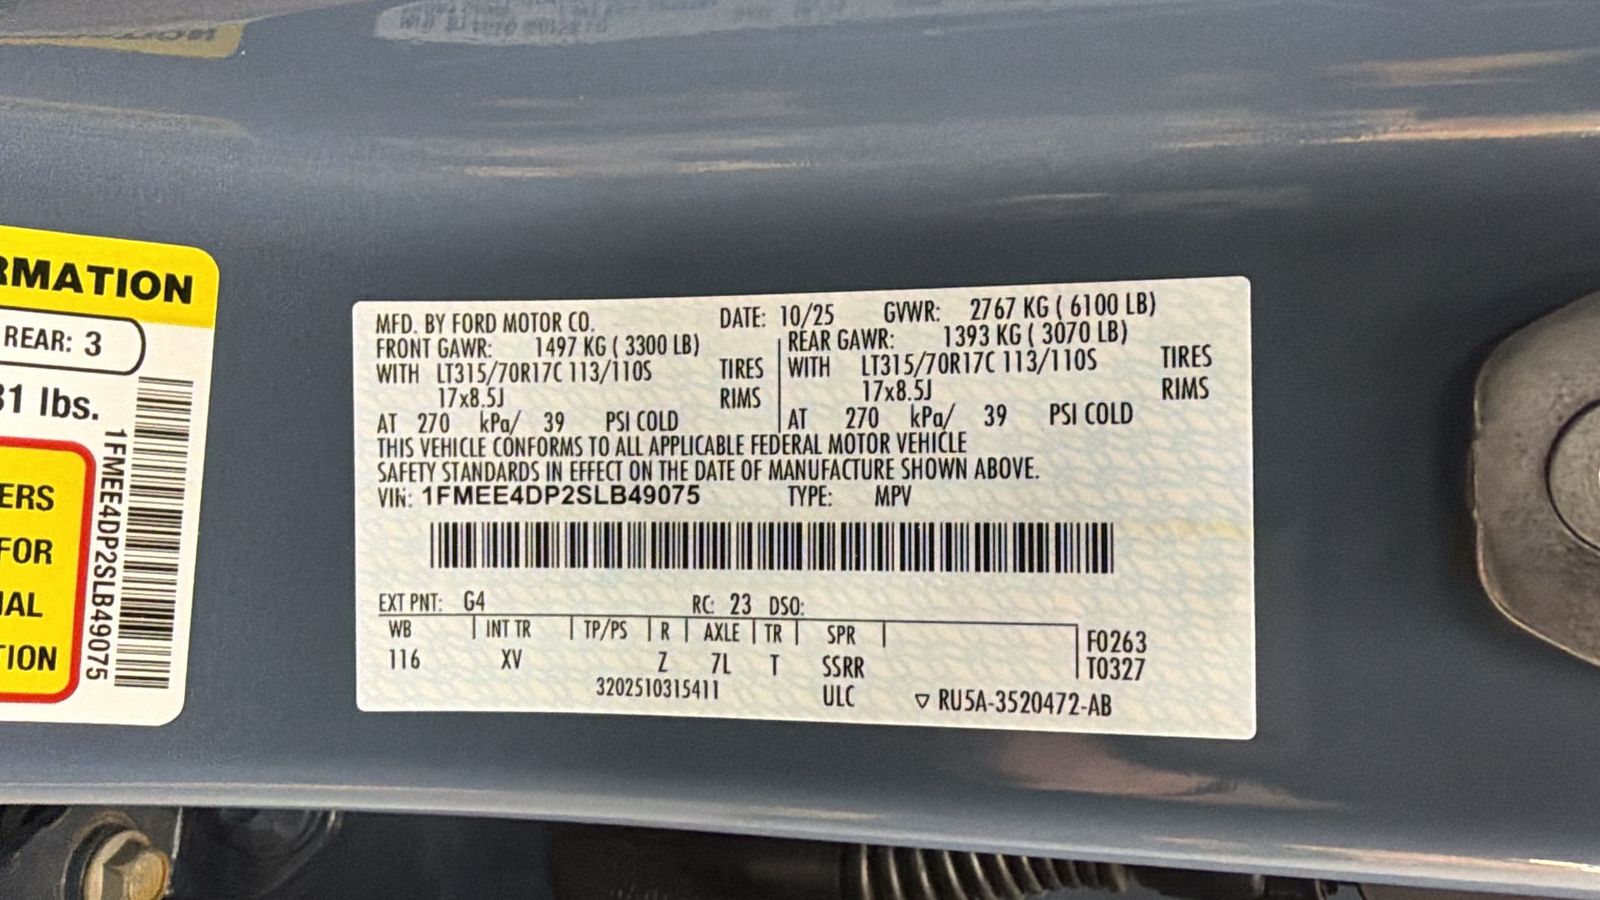 RMATION
REAR: 3
31 lbs.
ERS
FOR
IAL
TION
1FMEE4DP2SLB49075
MFD. BY FORD MOTOR CO. DATE: 10/25 GVWR: 2767 KG ( 6100 LB)
FRONT GAWR: 1497 KG ( 3300 LB) REAR GAWR: 1393 KG ( 3070 LB)
WITH LT315/70R17C 113/110S TIRES WITH LT315/70R17C 113/110S TIRES
17x8.5J RIMS 17x8.5J RIMS
AT 270 kPa/ 39 PSI COLD AT 270 kPa/ 39 PSI COLD
THIS VEHICLE CONFORMS TO ALL APPLICABLE FEDERAL MOTOR VEHICLE
SAFETY STANDARDS IN EFFECT ON THE DATE OF MANUFACTURE SHOWN ABOVE.
VIN: 1FMEE4DP2SLB49075 TYPE: MPV
EXT PNT: G4 RC: 23 DSO:
WB INT TR TP/PS R AXLE TR SPR F0263
116 XV Z 7L T SSRR T0327
3202510315411 ULC ▽ RU5A-3520472-AB